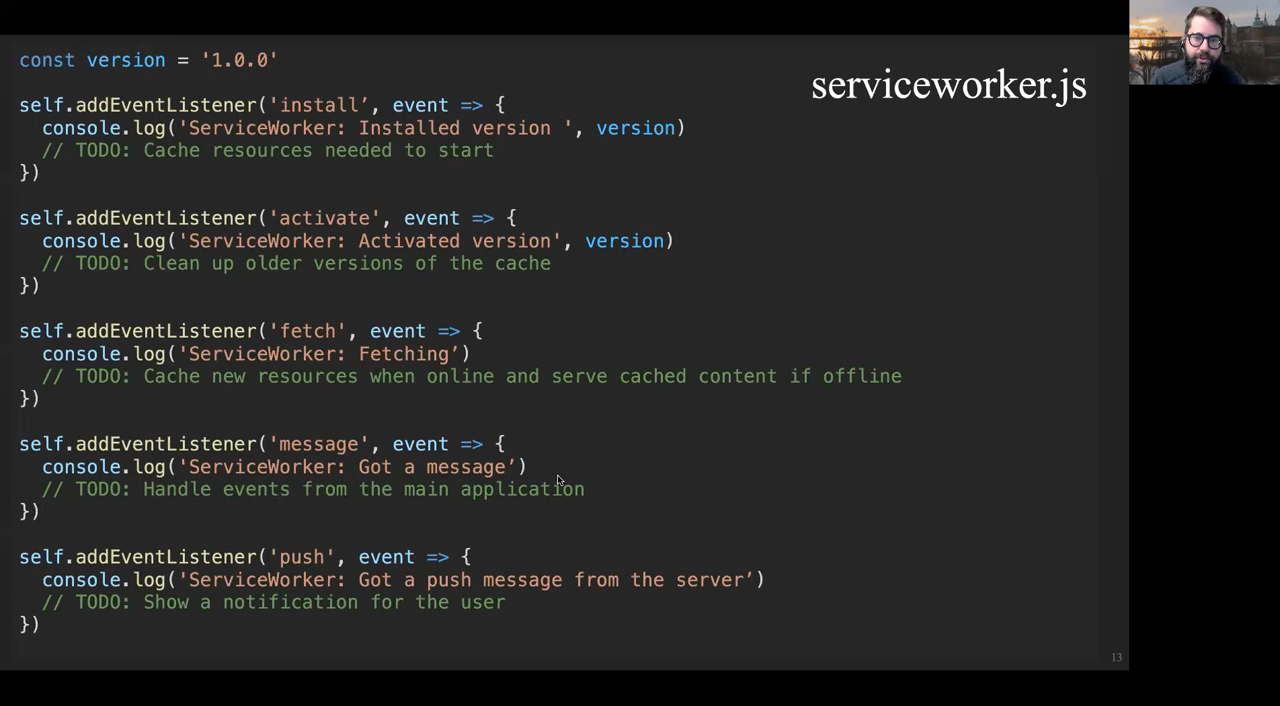 serviceworker.js
const version = '1.0.0'
self.addEventListener('install’, event => {
console.log('ServiceWorker: Installed version ', version)
// TODO: Cache resources needed to start
})
self.addEventListener('activate', event => {
console.log('ServiceWorker: Activated version', version)
// TODO: Clean up older versions of the cache
})
self.addEventListener('fetch', event => {
console.log('ServiceWorker: Fetching’)
// TODO: Cache new resources when online and serve cached content if offline
})
self.addEventListener('message', event => {
console.log('ServiceWorker: Got a message’)
// TODO: Handle events from the main application
})
self.addEventListener('push', event => {
console.log('ServiceWorker: Got a push message from the server’)
// TODO: Show a notification for the user
})
13